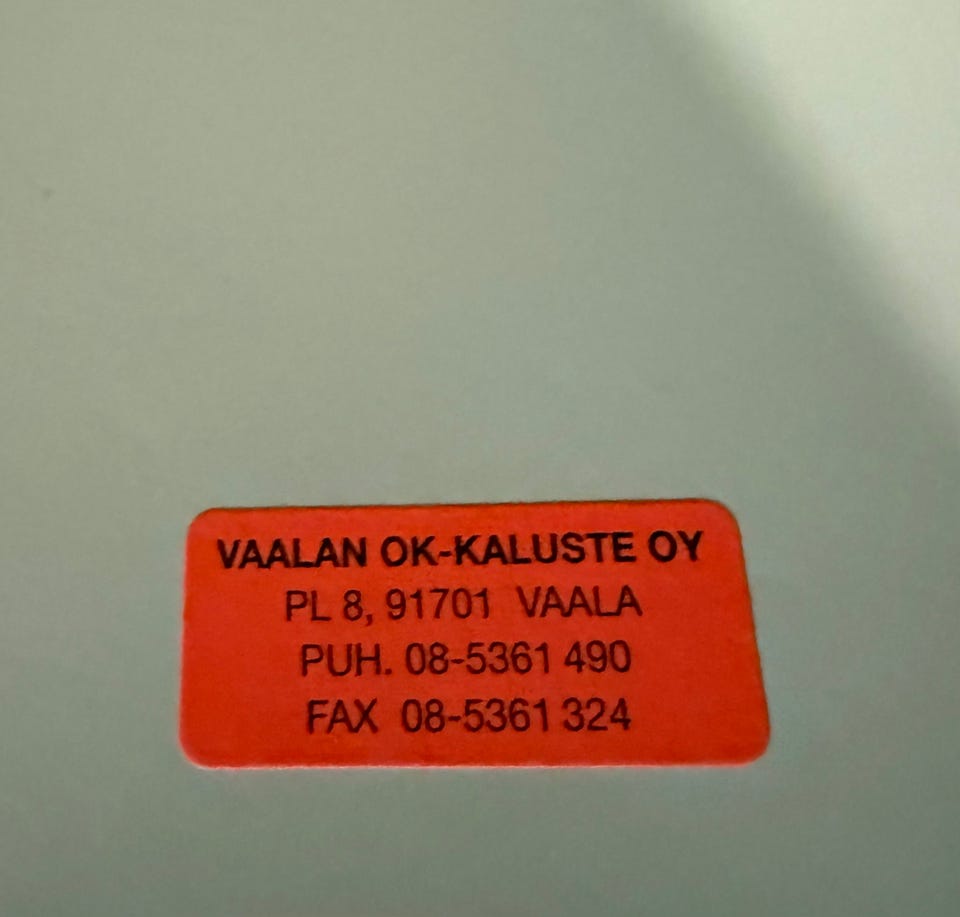 VAALAN OK-KALUSTE OY
PL 8, 91701 VAALA
PUH. 08-5361 490
FAX 08-5361 324